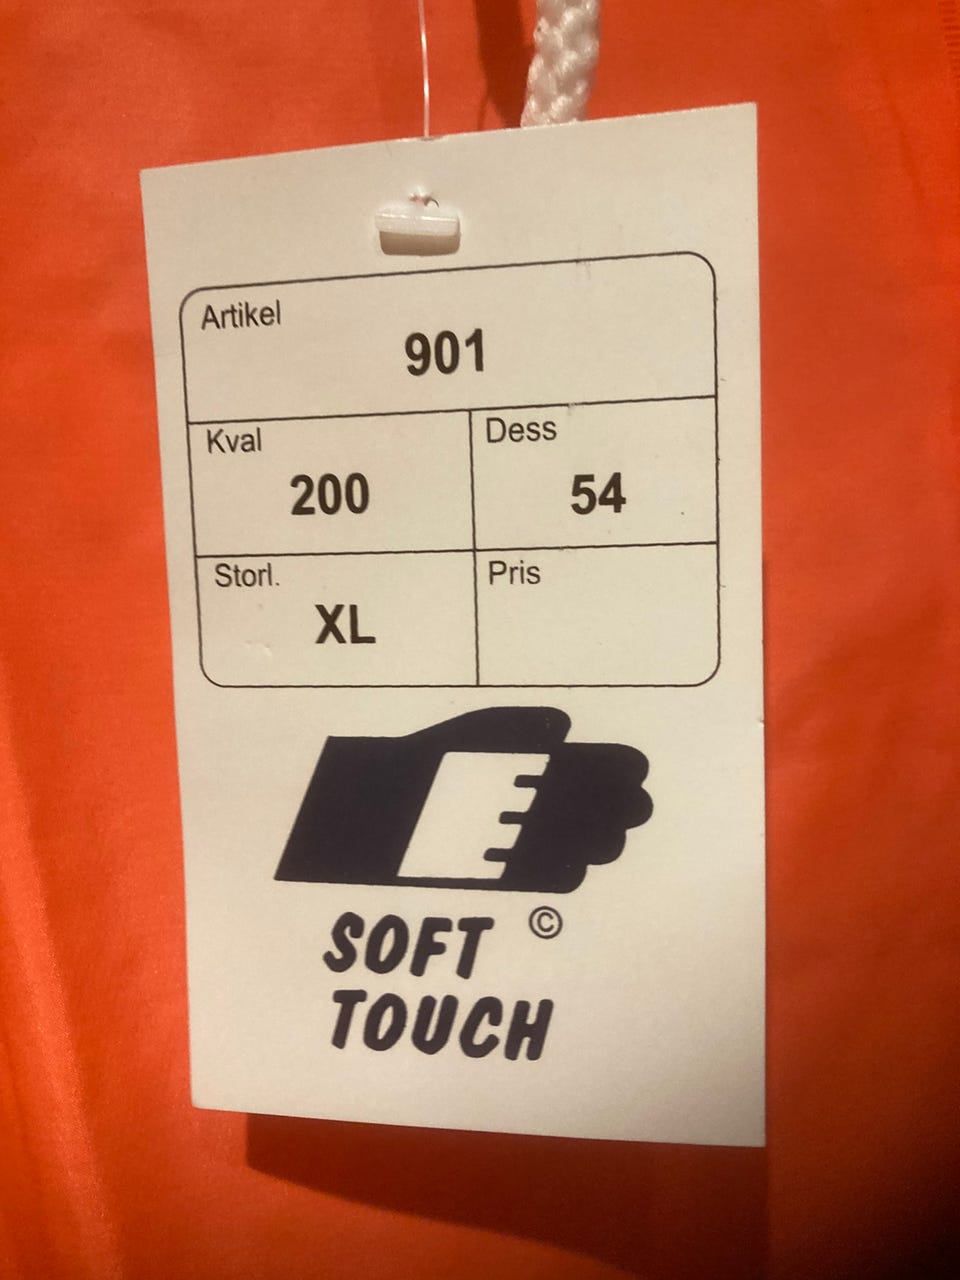 Artikel
901
Kval
Dess
200
54
Storl.
Pris
XL
SOFT ©
TOUCH